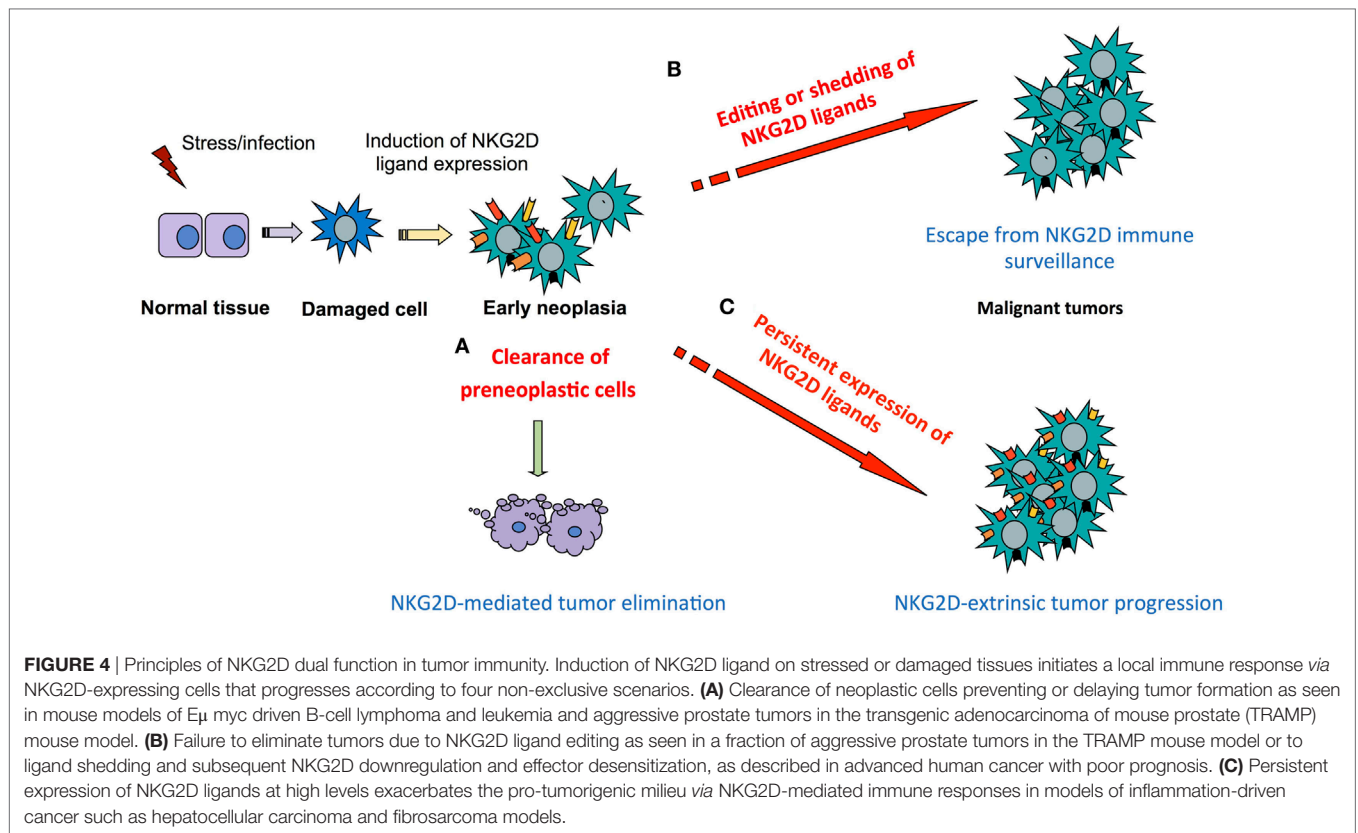 B
Editing or shedding of
NKG2D ligands
Stress/infection
Induction of NKG2D
ligand expression
Escape from NKG2D immune
surveillance
Normal tissue
Damaged cell
Early neoplasia
C
Malignant tumors
A
Clearance of
preneoplastic cells
Persistent expression of
NKG2D ligands
NKG2D-mediated tumor elimination
NKG2D-extrinsic tumor progression
FIGURE 4 | Principles of NKG2D dual function in tumor immunity. Induction of NKG2D ligand on stressed or damaged tissues initiates a local immune response via
NKG2D-expressing cells that progresses according to four non-exclusive scenarios. (A) Clearance of neoplastic cells preventing or delaying tumor formation as seen
in mouse models of Eμ myc driven B-cell lymphoma and leukemia and aggressive prostate tumors in the transgenic adenocarcinoma of mouse prostate (TRAMP)
mouse model. (B) Failure to eliminate tumors due to NKG2D ligand editing as seen in a fraction of aggressive prostate tumors in the TRAMP mouse model or to
ligand shedding and subsequent NKG2D downregulation and effector desensitization, as described in advanced human cancer with poor prognosis. (C) Persistent
expression of NKG2D ligands at high levels exacerbates the pro-tumorigenic milieu via NKG2D-mediated immune responses in models of inflammation-driven
cancer such as hepatocellular carcinoma and fibrosarcoma models.